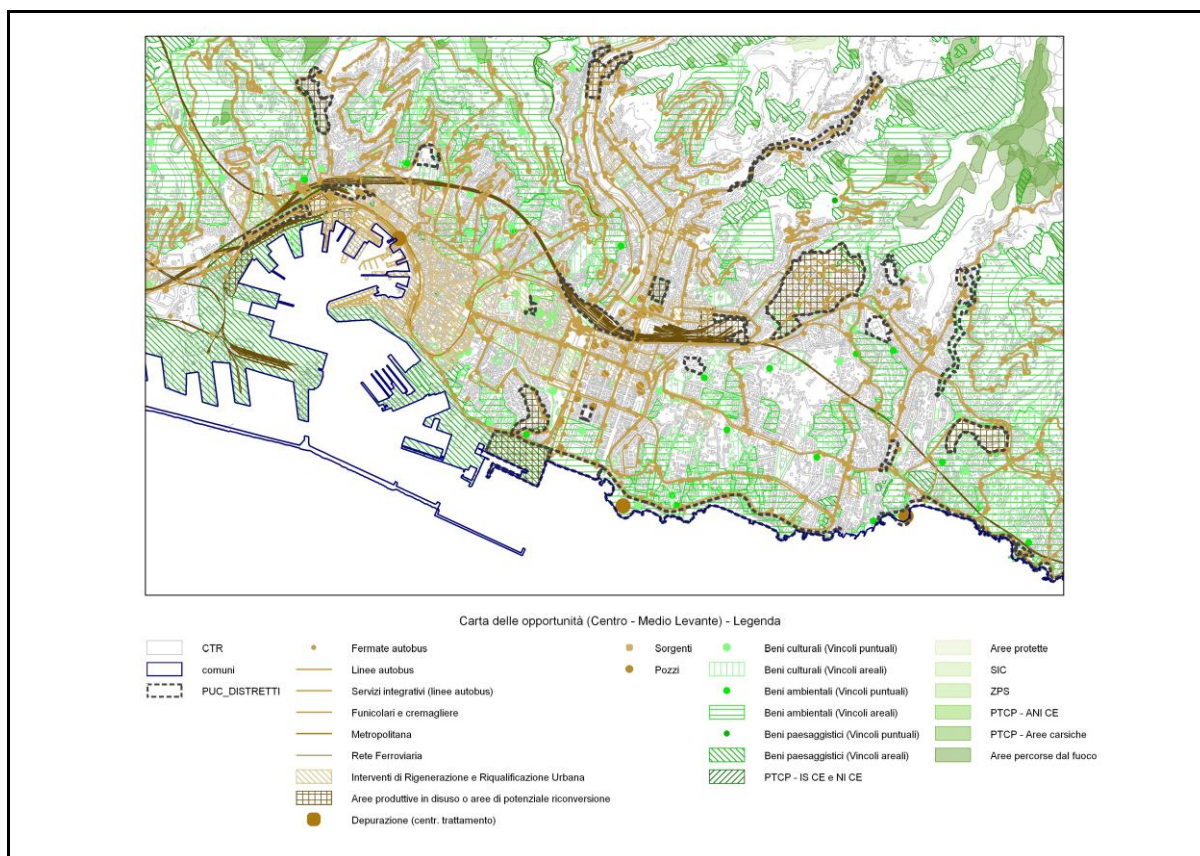 Carta delle opportunità (Centro - Medio Levante) - Legenda
CTR
comuni
PUC_DISTRETTI
Fermate autobus
Linee autobus
Servizi integrativi (linee autobus)
Funicolari e cremagliere
Metropolitana
Rete Ferroviaria
Interventi di Rigenerazione e Riqualificazione Urbana
Aree produttive in disuso o aree di potenziale riconversione
Depurazione (centr. trattamento)
Sorgenti
Pozzi
Beni culturali (Vincoli puntuali)
Beni culturali (Vincoli areali)
Beni ambientali (Vincoli puntuali)
Beni ambientali (Vincoli areali)
Beni paesaggistici (Vincoli puntuali)
Beni paesaggistici (Vincoli areali)
PTCP - IS CE e NI CE
Aree protette
SIC
ZPS
PTCP - ANI CE
PTCP - Aree carsiche
Aree percorse dal fuoco